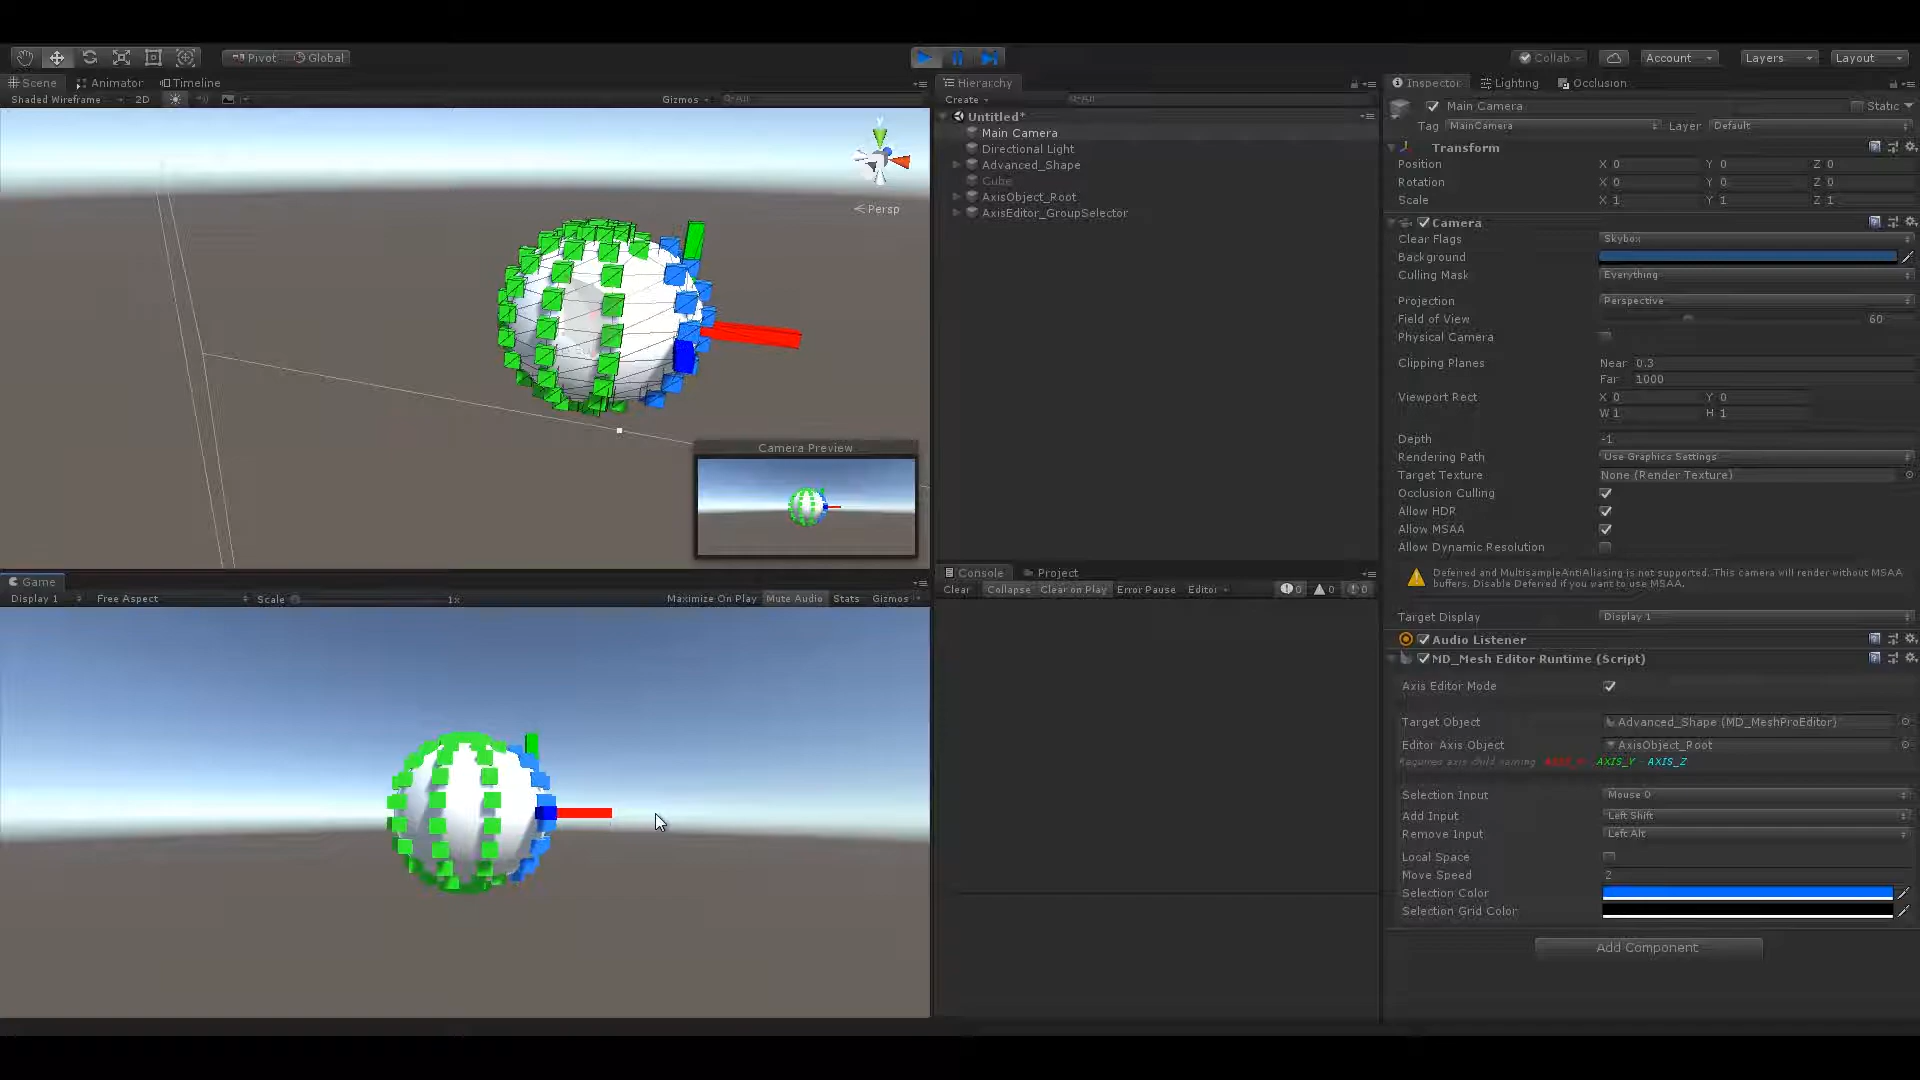 Pivot Global
Collab Account Layers Layout
Scene Animator Timeline
Shaded Wireframe 2D Gizmos All
y
Persp
Camera Preview
Game
Display 1 Free Aspect Scale 1x Maximize On Play Mute Audio Stats Gizmos
Hierarchy
Create All
Untitled*
Main Camera
Directional Light
Advanced_Shape
Cube
AxisObject_Root
AxisEditor_GroupSelector
Console Project
Clear Collapse Clear on Play Error Pause Editor 0 0 0
Inspector Lighting Occlusion
Main Camera Static
Tag MainCamera Layer Default
Transform
Position X 0 Y 0 Z 0
Rotation X 0 Y 0 Z 0
Scale X 1 Y 1 Z 1
Camera
Clear Flags Skybox
Background
Culling Mask Everything
Projection Perspective
Field of View 60
Physical Camera
Clipping Planes Near 0.3
Far 1000
Viewport Rect X 0 Y 0
W 1 H 1
Depth -1
Rendering Path Use Graphics Settings
Target Texture None (Render Texture)
Occlusion Culling
Allow HDR
Allow MSAA
Allow Dynamic Resolution
Deferred and MultisampleAntiAliasing is not supported. This camera will render without MSAA
buffers. Disable Deferred if you want to use MSAA.
Target Display Display 1
Audio Listener
MD_Mesh Editor Runtime (Script)
Axis Editor Mode
Target Object Advanced_Shape (MD_MeshProEditor)
Editor Axis Object AxisObject_Root
Requires axis child naming AXIS_Y - AXIS_Z
Selection Input Mouse 0
Add Input Left Shift
Remove Input Left Alt
Local Space
Move Speed 2
Selection Color
Selection Grid Color
Add Component